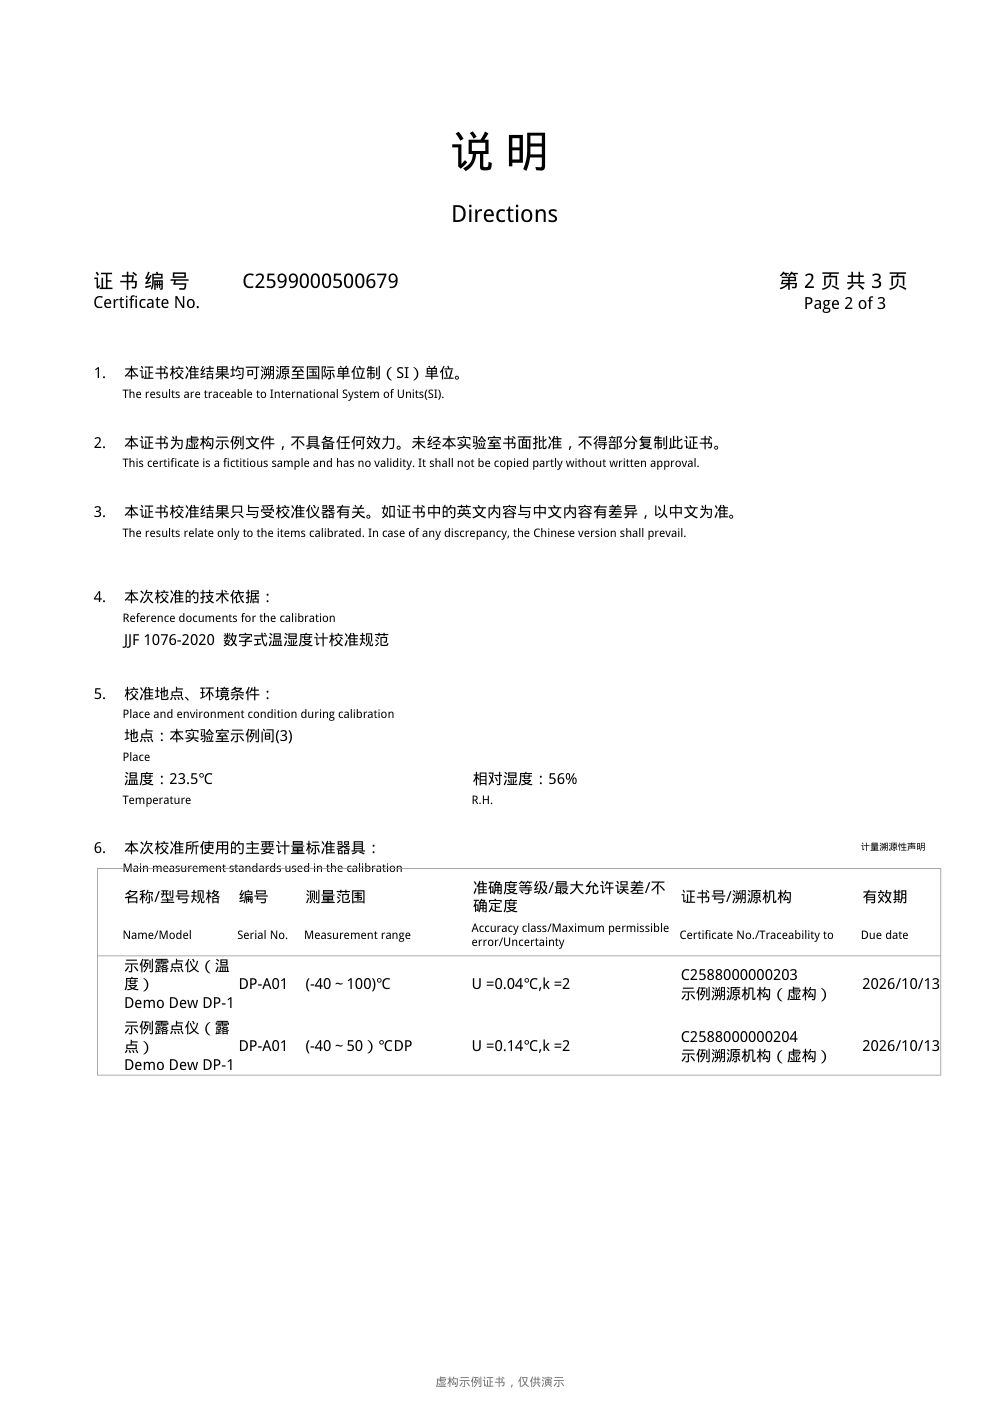 说 明
Directions
证 书 编 号 C2599000500679 第 2 页 共 3 页
Certificate No. Page 2 of 3
1. 本证书校准结果均可溯源至国际单位制（SI）单位。
The results are traceable to International System of Units(SI).
2. 本证书为虚构示例文件，不具备任何效力。未经本实验室书面批准，不得部分复制此证书。
This certificate is a fictitious sample and has no validity. It shall not be copied partly without written approval.
3. 本证书校准结果只与受校准仪器有关。如证书中的英文内容与中文内容有差异，以中文为准。
The results relate only to the items calibrated. In case of any discrepancy, the Chinese version shall prevail.
4. 本次校准的技术依据：
Reference documents for the calibration
JJF 1076-2020 数字式温湿度计校准规范
5. 校准地点、环境条件：
Place and environment condition during calibration
地点：本实验室示例间(3)
Place
温度：23.5℃ 相对湿度：56%
Temperature R.H.
6. 本次校准所使用的主要计量标准器具： 计量溯源性声明
Main measurement standards used in the calibration
名称/型号规格 编号 测量范围 准确度等级/最大允许误差/不确定度 证书号/溯源机构 有效期
Name/Model Serial No. Measurement range Accuracy class/Maximum permissible error/Uncertainty Certificate No./Traceability to Due date
示例露点仪（温度） Demo Dew DP-1 DP-A01 (-40 ~ 100)℃ U =0.04℃,k =2 C2588000000203 示例溯源机构（虚构） 2026/10/13
示例露点仪（露点） Demo Dew DP-1 DP-A01 (-40 ~ 50）℃DP U =0.14℃,k =2 C2588000000204 示例溯源机构（虚构） 2026/10/13
虚构示例证书，仅供演示